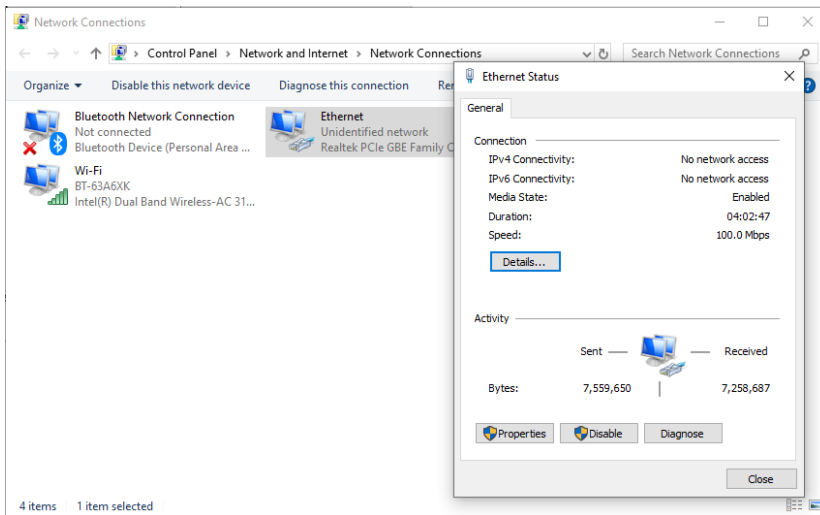 Network Connections
Control Panel > Network and Internet > Network Connections
Search Network Connections
Organize
Disable this network device
Diagnose this connection
Bluetooth Network Connection
Not connected
Bluetooth Device (Personal Area ...
Ethernet
Unidentified network
Realtek PCIe GBE Family C
Wi-Fi
BT-63A6XK
Intel(R) Dual Band Wireless-AC 31...
4 items
1 item selected
Ethernet Status
General
Connection
IPv4 Connectivity: No network access
IPv6 Connectivity: No network access
Media State: Enabled
Duration: 04:02:47
Speed: 100.0 Mbps
Details...
Activity
Sent — — Received
Bytes: 7,559,650 | 7,258,687
Properties
Disable
Diagnose
Close